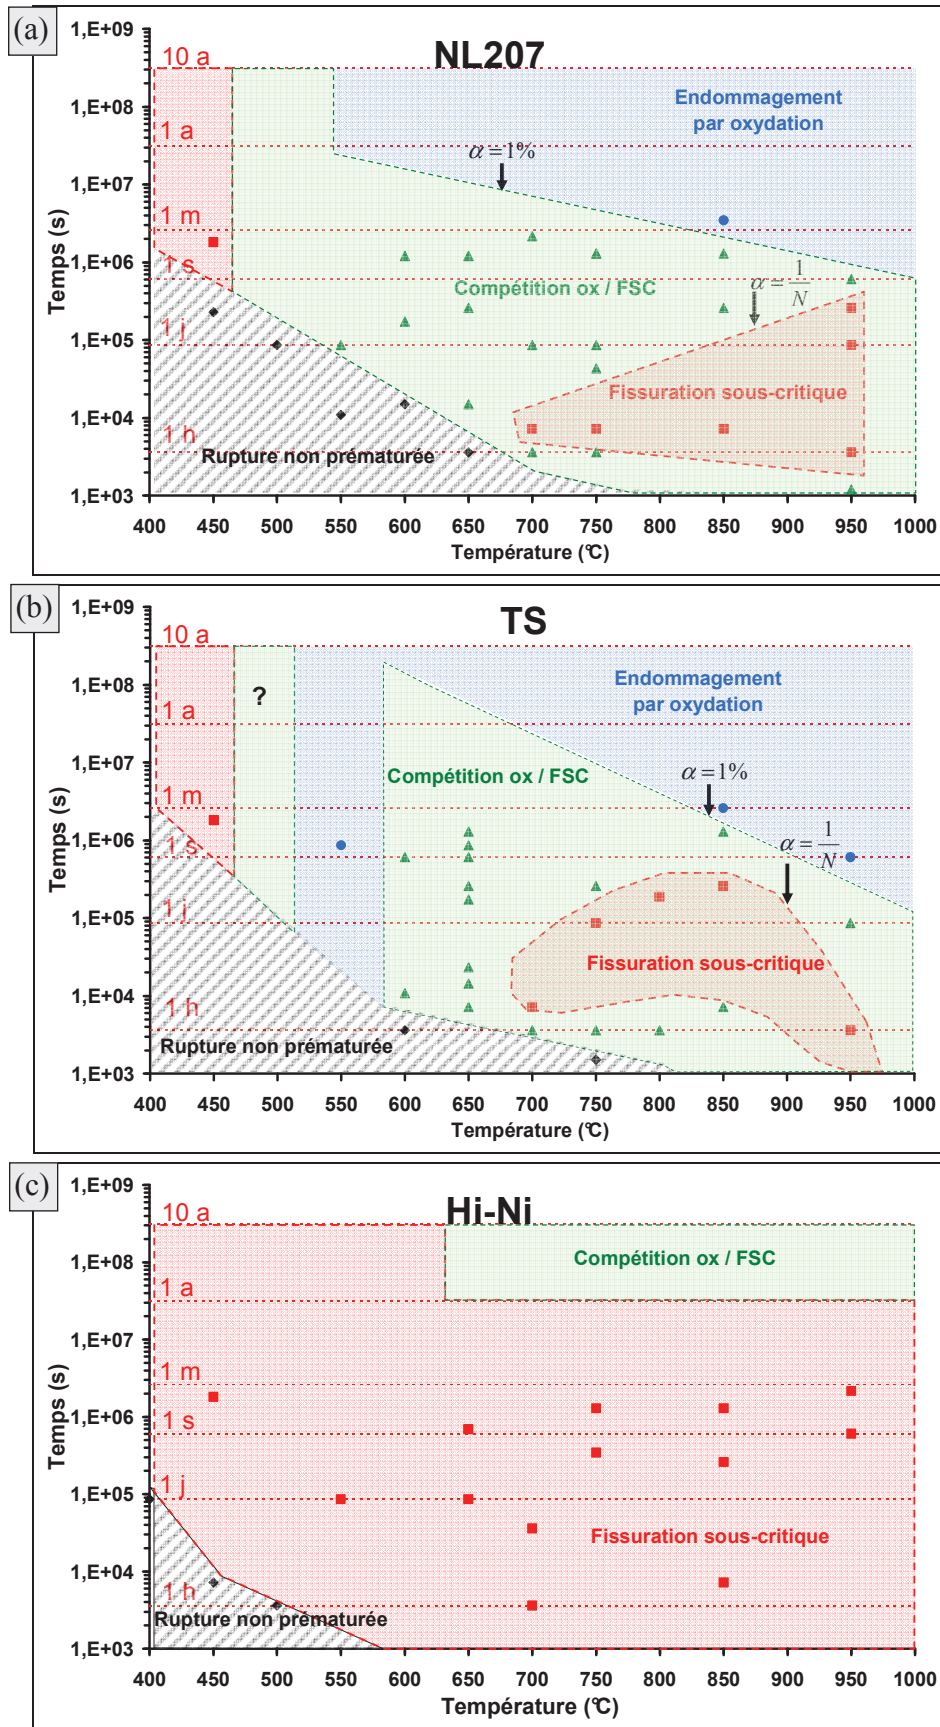 (a)
NL207
1,E+09
1,E+08
1,E+07
1,E+06
1,E+05
1,E+04
1,E+03
Temps (s)
10 a
1 a
1 m
1 s
1 j
1 h
Endommagement
par oxydation
α = 1%
Compétition ox / FSC
α = 1/N
Fissuration sous-critique
Rupture non prématurée
400 450 500 550 600 650 700 750 800 850 900 950 1000
Température (°C)
(b)
TS
1,E+09
1,E+08
1,E+07
1,E+06
1,E+05
1,E+04
1,E+03
Temps (s)
10 a
1 a
1 m
1 s
1 j
1 h
?
Endommagement
par oxydation
Compétition ox / FSC
α = 1%
α = 1/N
Fissuration sous-critique
Rupture non prématurée
400 450 500 550 600 650 700 750 800 850 900 950 1000
Température (°C)
(c)
Hi-Ni
1,E+09
1,E+08
1,E+07
1,E+06
1,E+05
1,E+04
1,E+03
Temps (s)
10 a
1 a
1 m
1 s
1 j
1 h
Compétition ox / FSC
Fissuration sous-critique
Rupture non prématurée
400 450 500 550 600 650 700 750 800 850 900 950 1000
Température (°C)